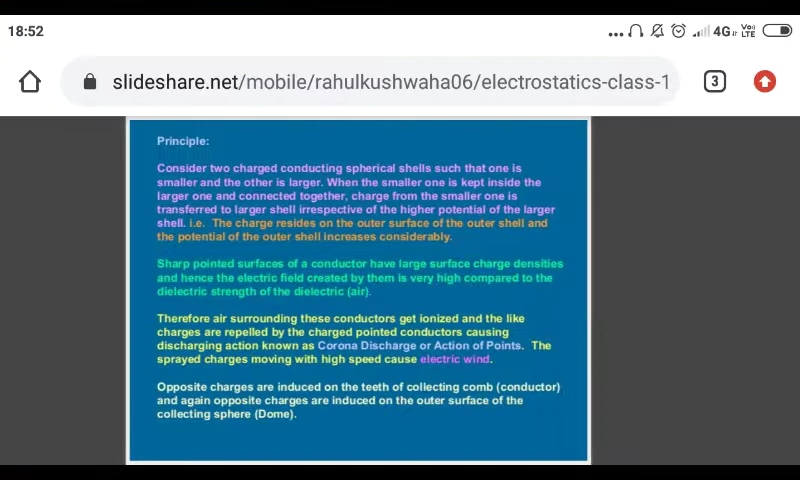 18:52
... 4G Vo) LTE
slideshare.net/mobile/rahulkushwaha06/electrostatics-class-1
3
Principle:
Consider two charged conducting spherical shells such that one is
smaller and the other is larger. When the smaller one is kept inside the
larger one and connected together, charge from the smaller one is
transferred to larger shell irrespective of the higher potential of the larger
shell. i.e. The charge resides on the outer surface of the outer shell and
the potential of the outer shell increases considerably.
Sharp pointed surfaces of a conductor have large surface charge densities
and hence the electric field created by them is very high compared to the
dielectric strength of the dielectric (air).
Therefore air surrounding these conductors get ionized and the like
charges are repelled by the charged pointed conductors causing
discharging action known as Corona Discharge or Action of Points. The
sprayed charges moving with high speed cause electric wind.
Opposite charges are induced on the teeth of collecting comb (conductor)
and again opposite charges are induced on the outer surface of the
collecting sphere (Dome).